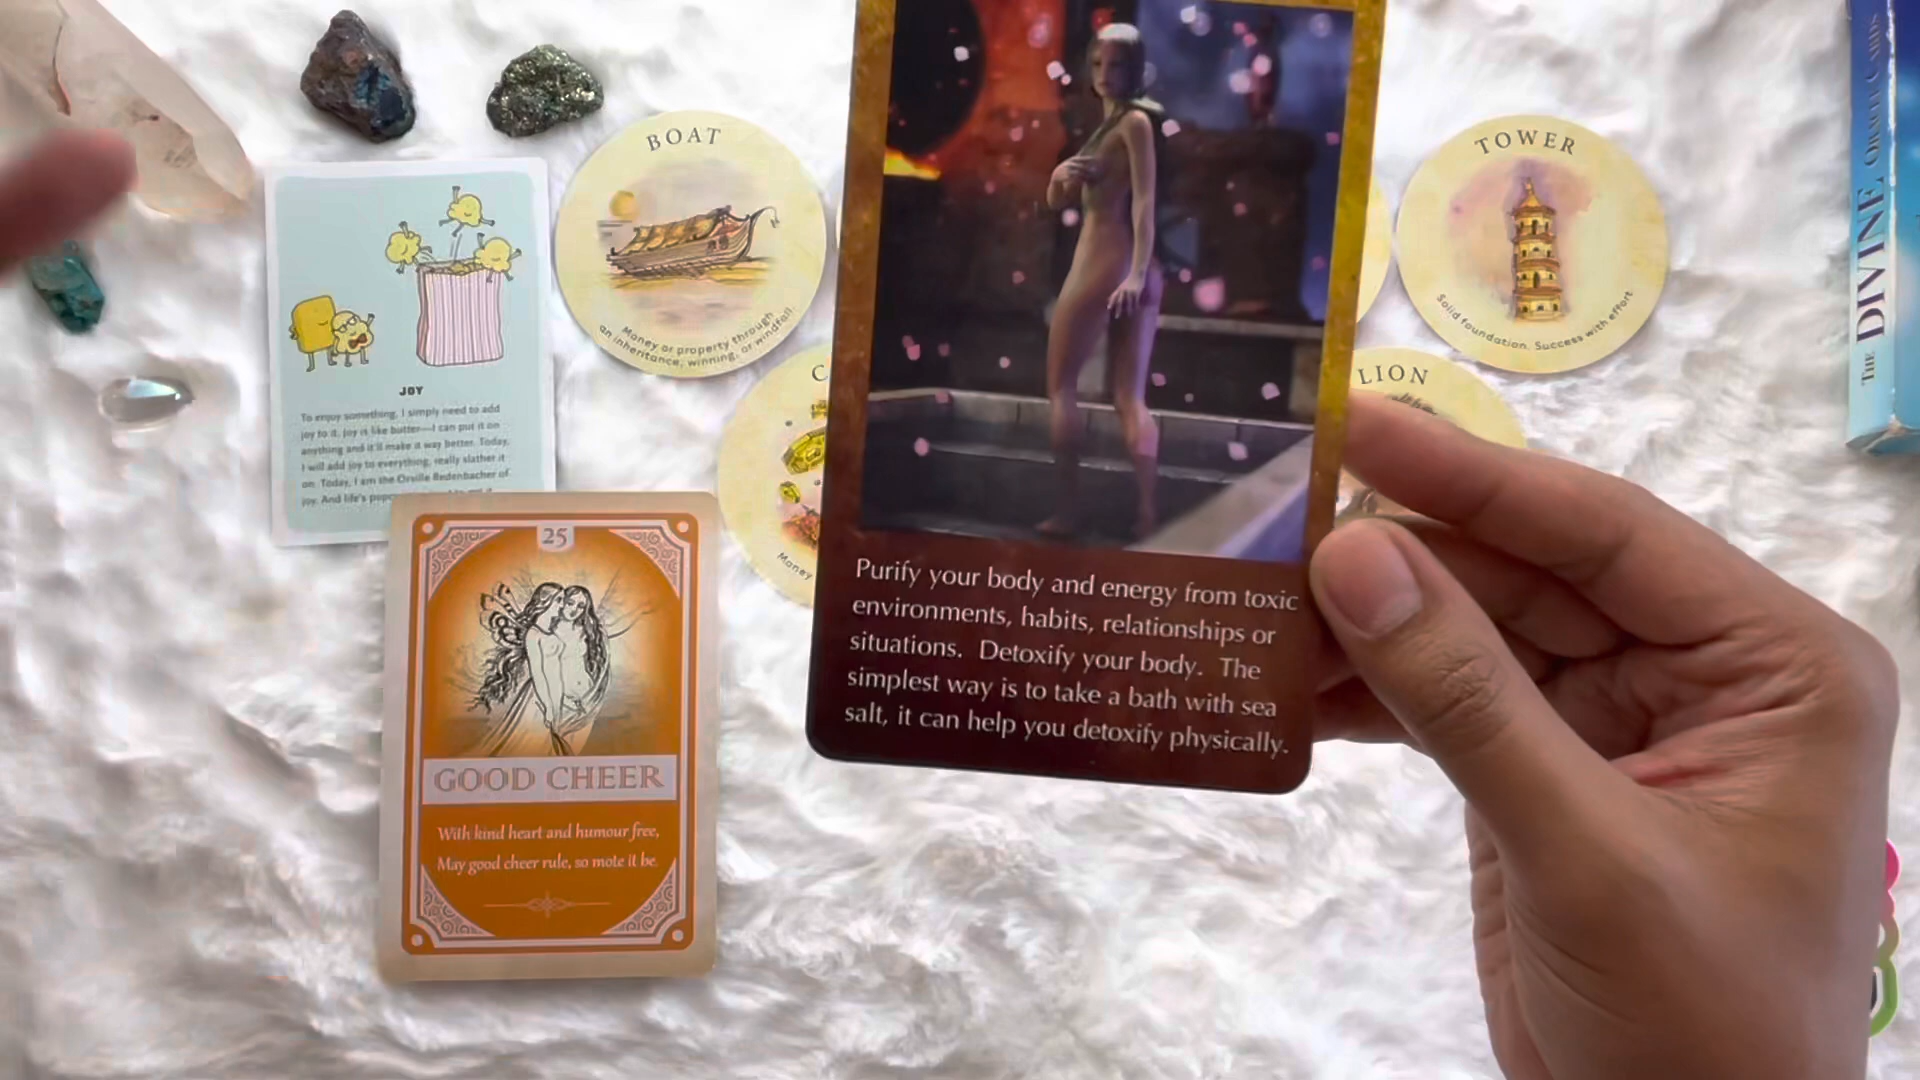 BOAT
Money or property through
an inheritance, winning, or windfall.
TOWER
Solid foundation. Success with effort
THE DIVINE ORACLE CARDS
LION
C
Money
JOY
To enjoy something, I simply need to add
joy to it. Joy is like butter—I can put it on
anything and it'll make it way better. Today,
I will add joy to everything, really slather it
on. Today, I am the Orville Redenbacher of
joy. And life's
25
GOOD CHEER
With kind heart and humour free,
May good cheer rule, so mote it be.
Purify your body and energy from toxic
environments, habits, relationships or
situations. Detoxify your body. The
simplest way is to take a bath with sea
salt, it can help you detoxify physically.